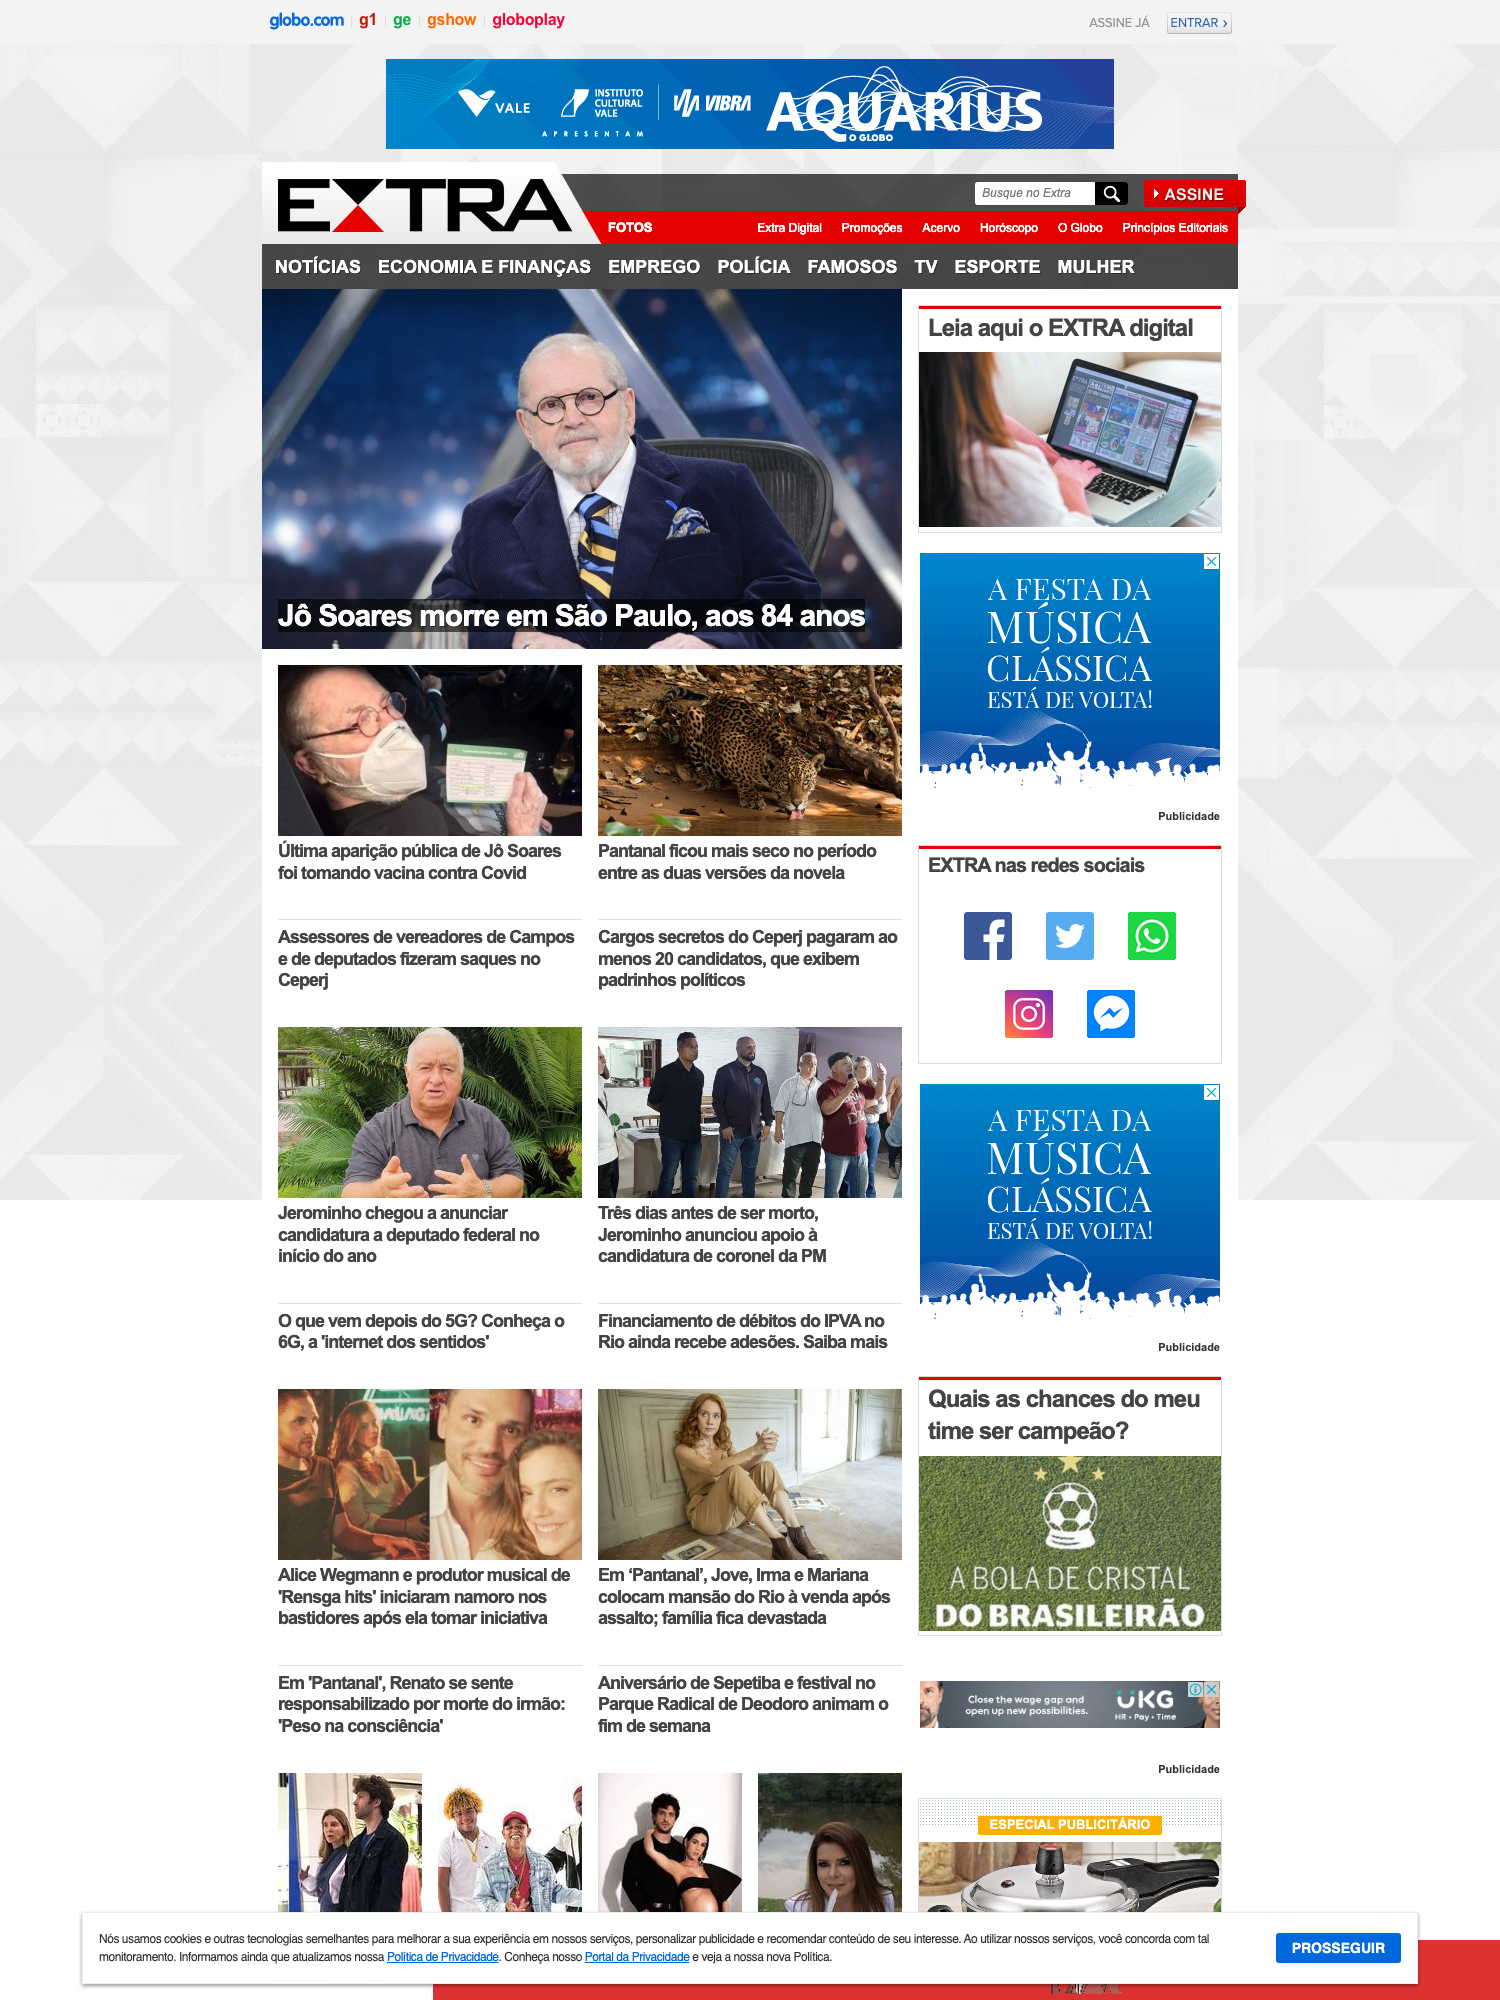 globo.com g1 ge gshow globoplay
ASSINE JÁ
ENTRAR ›
VALE
INSTITUTO
CULTURAL
VALE
VIBRA
APRESENTAM
AQUARIUS
O GLOBO
EXTRA
Busque no Extra
ASSINE
FOTOS
Extra Digital Promoções Acervo Horóscopo O Globo Princípios Editoriais
NOTÍCIAS ECONOMIA E FINANÇAS EMPREGO POLÍCIA FAMOSOS TV ESPORTE MULHER
Jô Soares morre em São Paulo, aos 84 anos
Última aparição pública de Jô Soares
foi tomando vacina contra Covid
Pantanal ficou mais seco no período
entre as duas versões da novela
Assessores de vereadores de Campos
e de deputados fizeram saques no
Ceperj
Cargos secretos do Ceperj pagaram ao
menos 20 candidatos, que exibem
padrinhos políticos
Jerominho chegou a anunciar
candidatura a deputado federal no
início do ano
Três dias antes de ser morto,
Jerominho anunciou apoio à
candidatura de coronel da PM
O que vem depois do 5G? Conheça o
6G, a 'internet dos sentidos'
Financiamento de débitos do IPVA no
Rio ainda recebe adesões. Saiba mais
Alice Wegmann e produtor musical de
'Rensga hits' iniciaram namoro nos
bastidores após ela tomar iniciativa
Em ‘Pantanal’, Jove, Irma e Mariana
colocam mansão do Rio à venda após
assalto; família fica devastada
Em 'Pantanal', Renato se sente
responsabilizado por morte do irmão:
'Peso na consciência'
Aniversário de Sepetiba e festival no
Parque Radical de Deodoro animam o
fim de semana
Leia aqui o EXTRA digital
A FESTA DA
MÚSICA
CLÁSSICA
ESTÁ DE VOLTA!
Publicidade
EXTRA nas redes sociais
A FESTA DA
MÚSICA
CLÁSSICA
ESTÁ DE VOLTA!
Publicidade
Quais as chances do meu
time ser campeão?
A BOLA DE CRISTAL
DO BRASILEIRÃO
Close the wage gap and
open up new possibilities.
UKG
HR • Pay • Time
Publicidade
ESPECIAL PUBLICITÁRIO
Nós usamos cookies e outras tecnologias semelhantes para melhorar a sua experiência em nossos serviços, personalizar publicidade e recomendar conteúdo de seu interesse. Ao utilizar nossos serviços, você concorda com tal
monitoramento. Informamos ainda que atualizamos nossa Política de Privacidade. Conheça nosso Portal da Privacidade e veja a nossa nova Política.
PROSSEGUIR